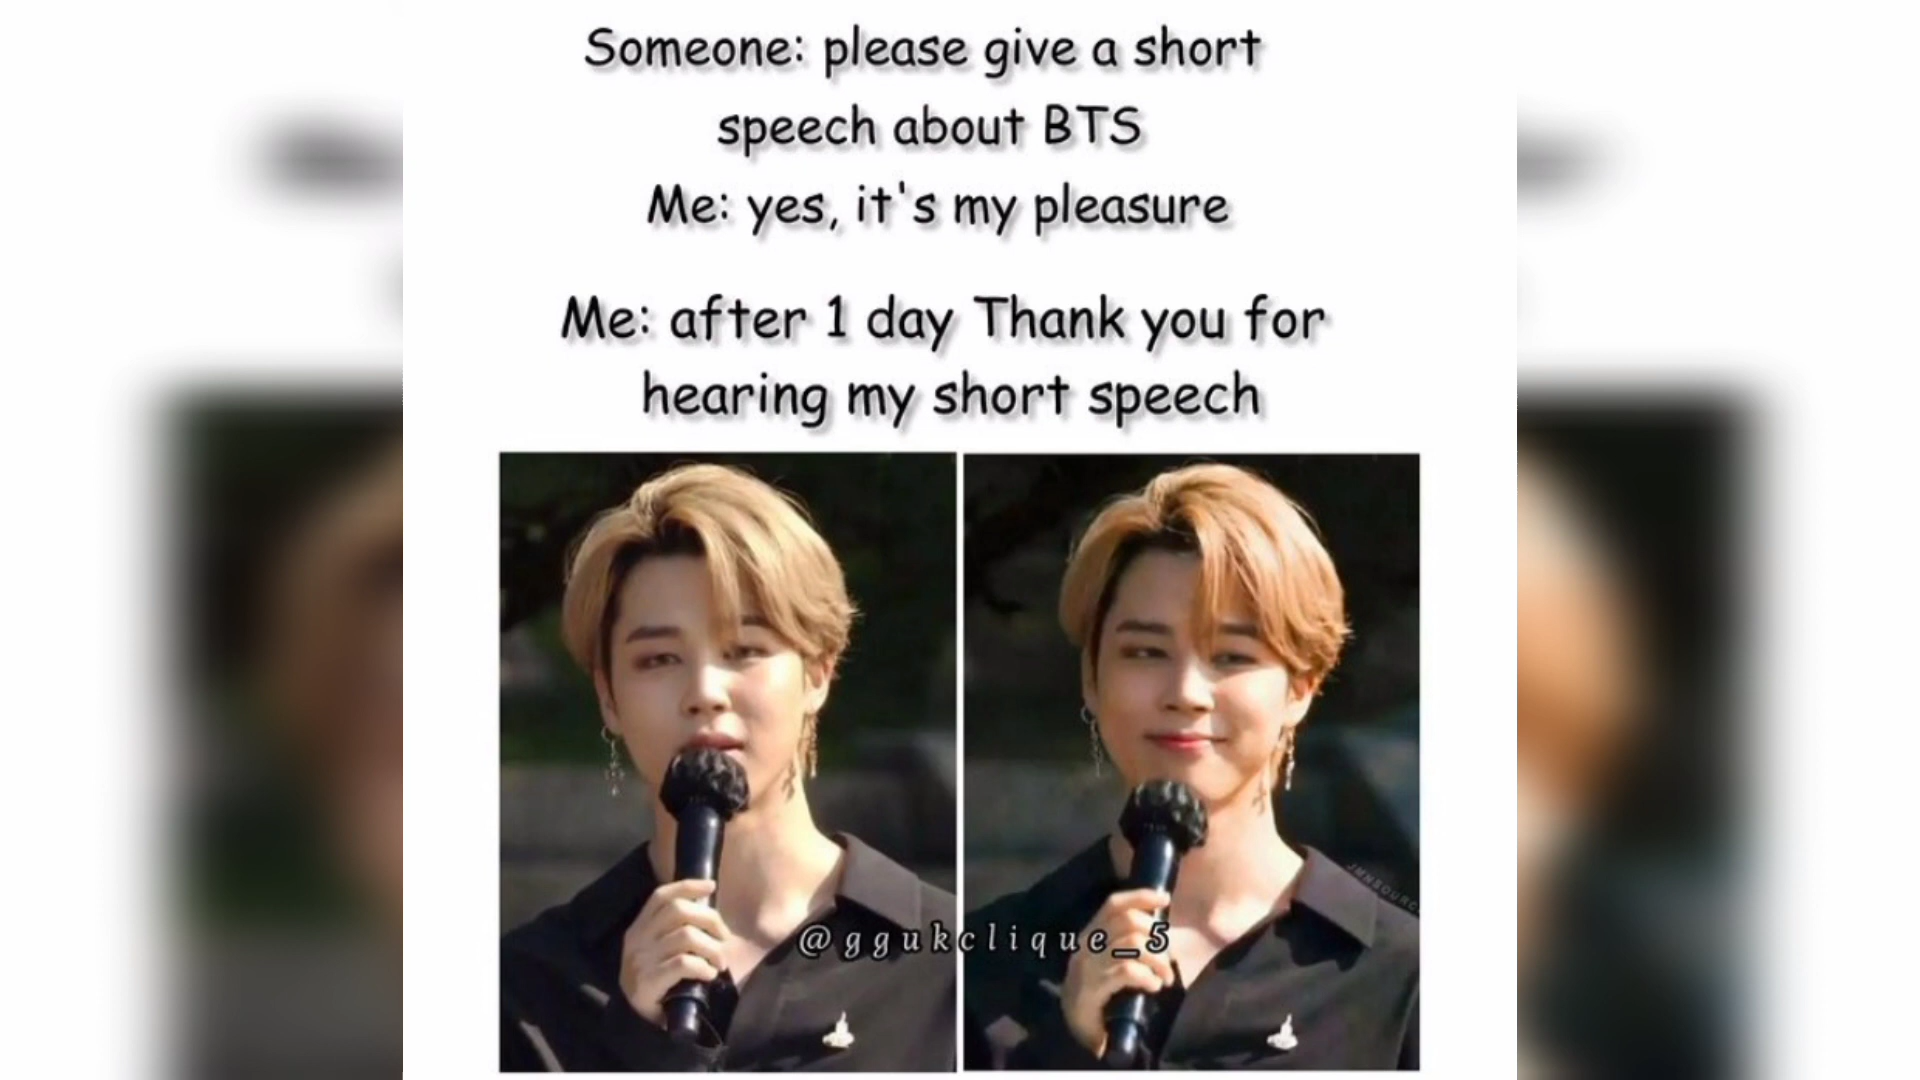 Someone: please give a short
speech about BTS
Me: yes, it's my pleasure
Me: after 1 day Thank you for
hearing my short speech
@ggukclique_5
JMNSOURC